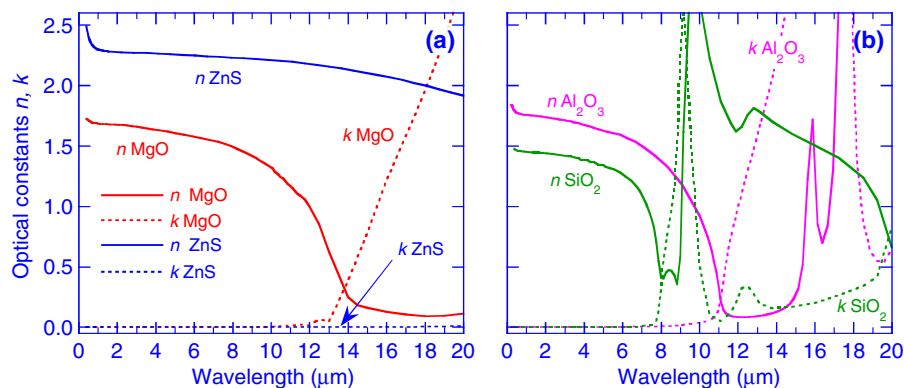 Optical constants n, k
2.5
2.0
1.5
1.0
0.5
0.0
(a)
n ZnS
k MgO
n MgO
n MgO
k MgO
n ZnS
k ZnS
k ZnS
0 2 4 6 8 10 12 14 16 18 20
Wavelength (μm)
(b)
k Al₂O₃
n Al₂O₃
n SiO₂
k SiO₂
0 2 4 6 8 10 12 14 16 18 20
Wavelength (μm)